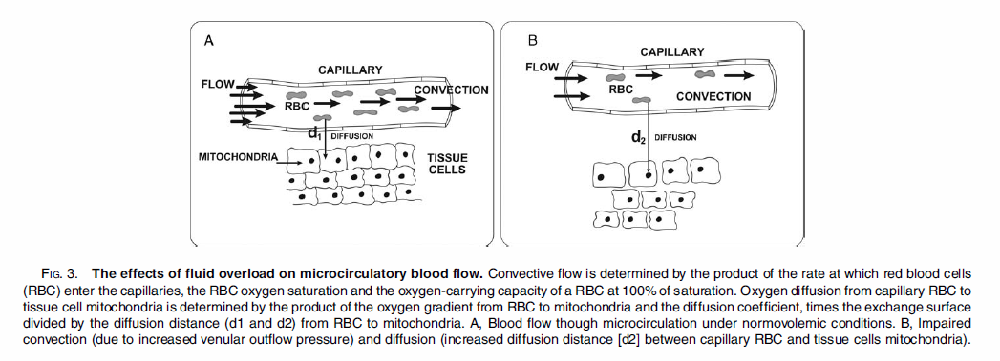 A
CAPILLARY
FLOW
RBC
CONVECTION
d1
DIFFUSION
MITOCHONDRIA
TISSUE
CELLS
B
CAPILLARY
FLOW
RBC
CONVECTION
d2
DIFFUSION
FIG. 3. The effects of fluid overload on microcirculatory blood flow. Convective flow is determined by the product of the rate at which red blood cells
(RBC) enter the capillaries, the RBC oxygen saturation and the oxygen-carrying capacity of a RBC at 100% of saturation. Oxygen diffusion from capillary RBC to
tissue cell mitochondria is determined by the product of the oxygen gradient from RBC to mitochondria and the diffusion coefficient, times the exchange surface
divided by the diffusion distance (d1 and d2) from RBC to mitochondria. A, Blood flow though microcirculation under normovolemic conditions. B, Impaired
convection (due to increased venular outflow pressure) and diffusion (increased diffusion distance [d2] between capillary RBC and tissue cells mitochondria).